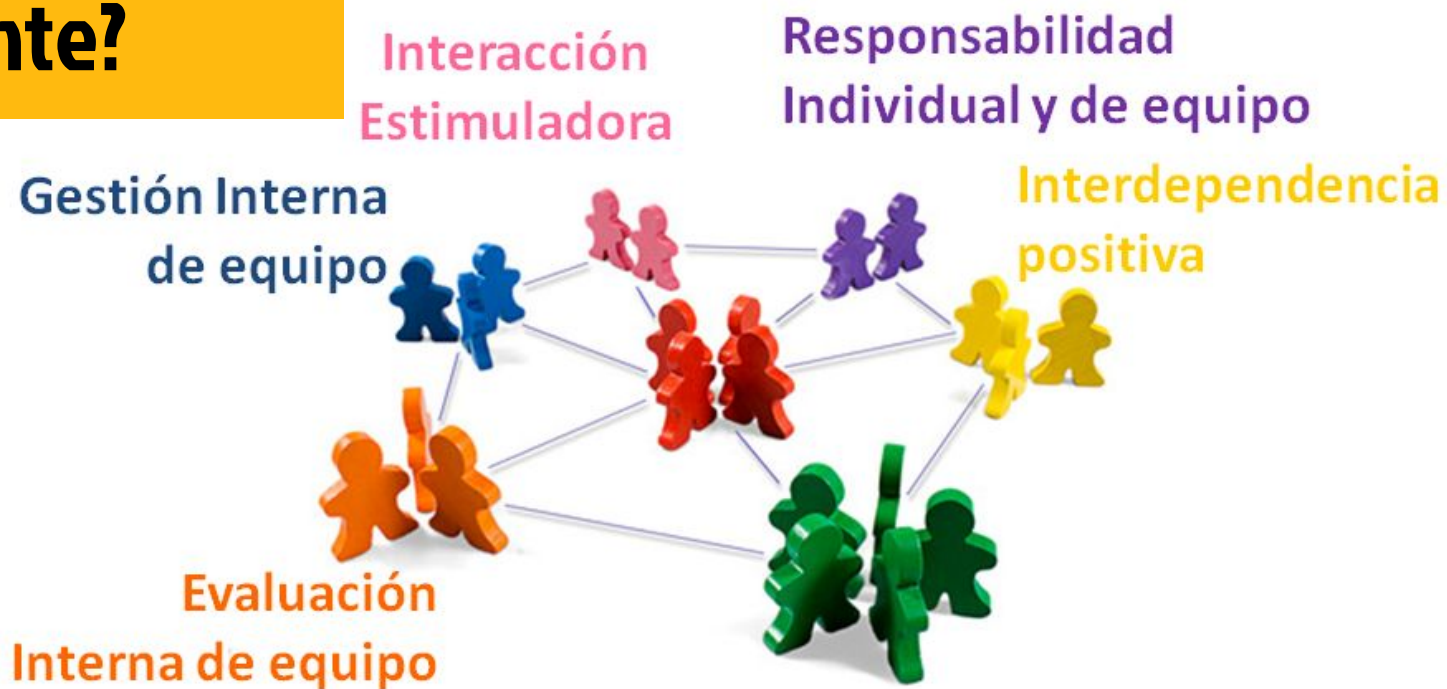 nte?
Interacción
Estimuladora
Responsabilidad
Individual y de equipo
Gestión Interna
de equipo
Interdependencia
positiva
Evaluación
Interna de equipo